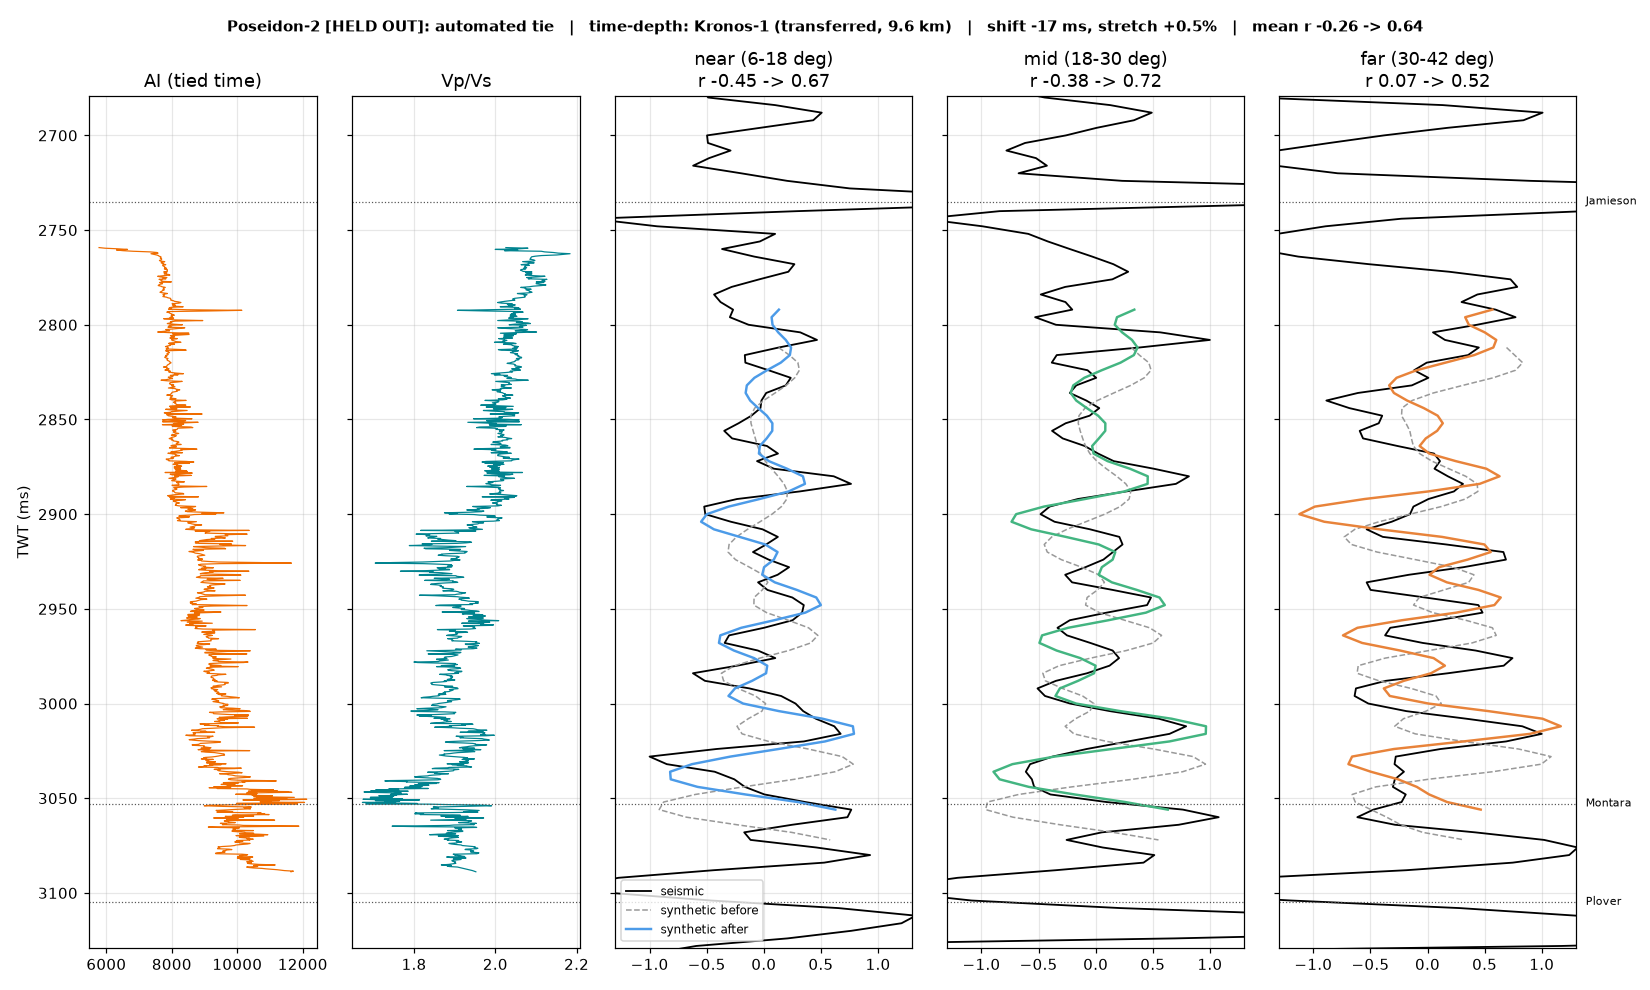 Poseidon-2 [HELD OUT]: automated tie | time-depth: Kronos-1 (transferred, 9.6 km) | shift -17 ms, stretch +0.5% | mean r -0.26 -> 0.64
AI (tied time)
Vp/Vs
near (6-18 deg)
r -0.45 -> 0.67
mid (18-30 deg)
r -0.38 -> 0.72
far (30-42 deg)
r 0.07 -> 0.52
TWT (ms)
2700
2750
2800
2850
2900
2950
3000
3050
3100
Jamieson
Montara
Plover
seismic
synthetic before
synthetic after
6000 8000 10000 12000
1.8 2.0 2.2
−1.0 −0.5 0.0 0.5 1.0
−1.0 −0.5 0.0 0.5 1.0
−1.0 −0.5 0.0 0.5 1.0